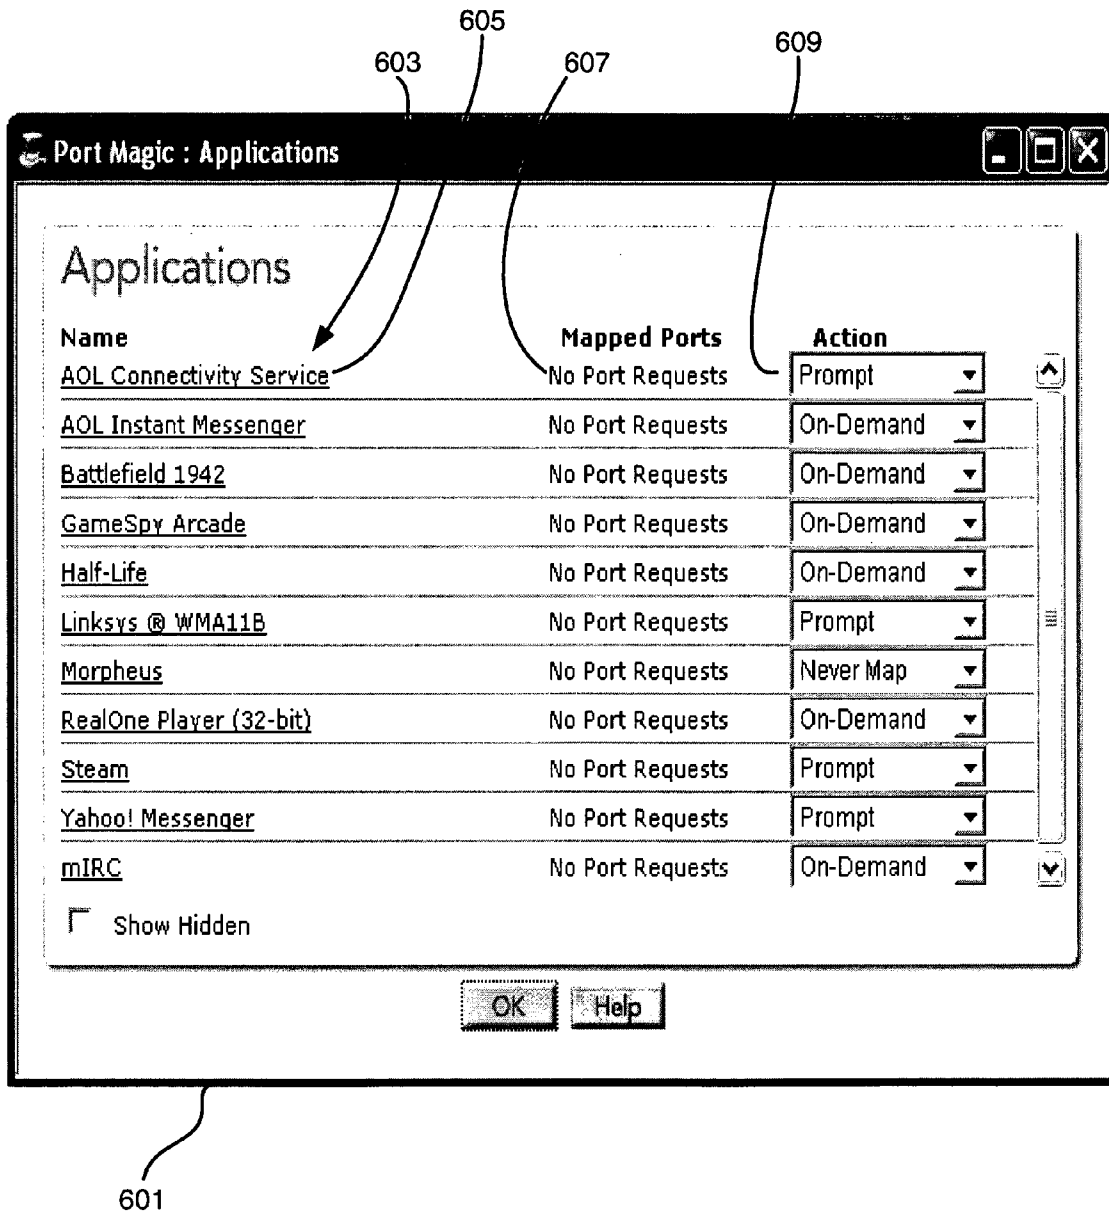 605
603
607
609
Port Magic : Applications
Applications
Name Mapped Ports Action
AOL Connectivity Service No Port Requests Prompt
AOL Instant Messenger No Port Requests On-Demand
Battlefield 1942 No Port Requests On-Demand
GameSpy Arcade No Port Requests On-Demand
Half-Life No Port Requests On-Demand
Linksys ® WMA11B No Port Requests Prompt
Morpheus No Port Requests Never Map
RealOne Player (32-bit) No Port Requests On-Demand
Steam No Port Requests Prompt
Yahoo! Messenger No Port Requests Prompt
mIRC No Port Requests On-Demand
Show Hidden
OK Help
601